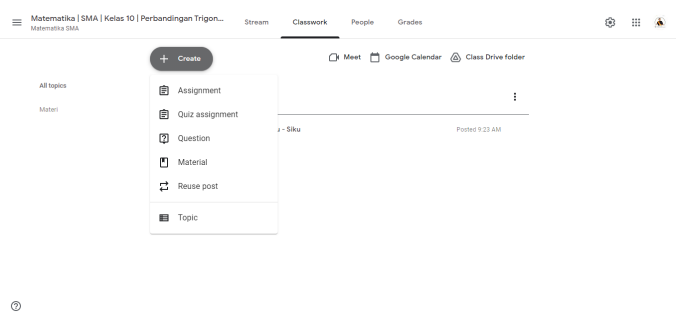 Matematika | SMA | Kelas 10 | Perbandingan Trigon...
Matematika SMA
Stream
Classwork
People
Grades
Create
Meet
Google Calendar
Class Drive folder
All topics
Materi
Assignment
Quiz assignment
Question
Material
Reuse post
Topic
- Siku
Posted 9:23 AM